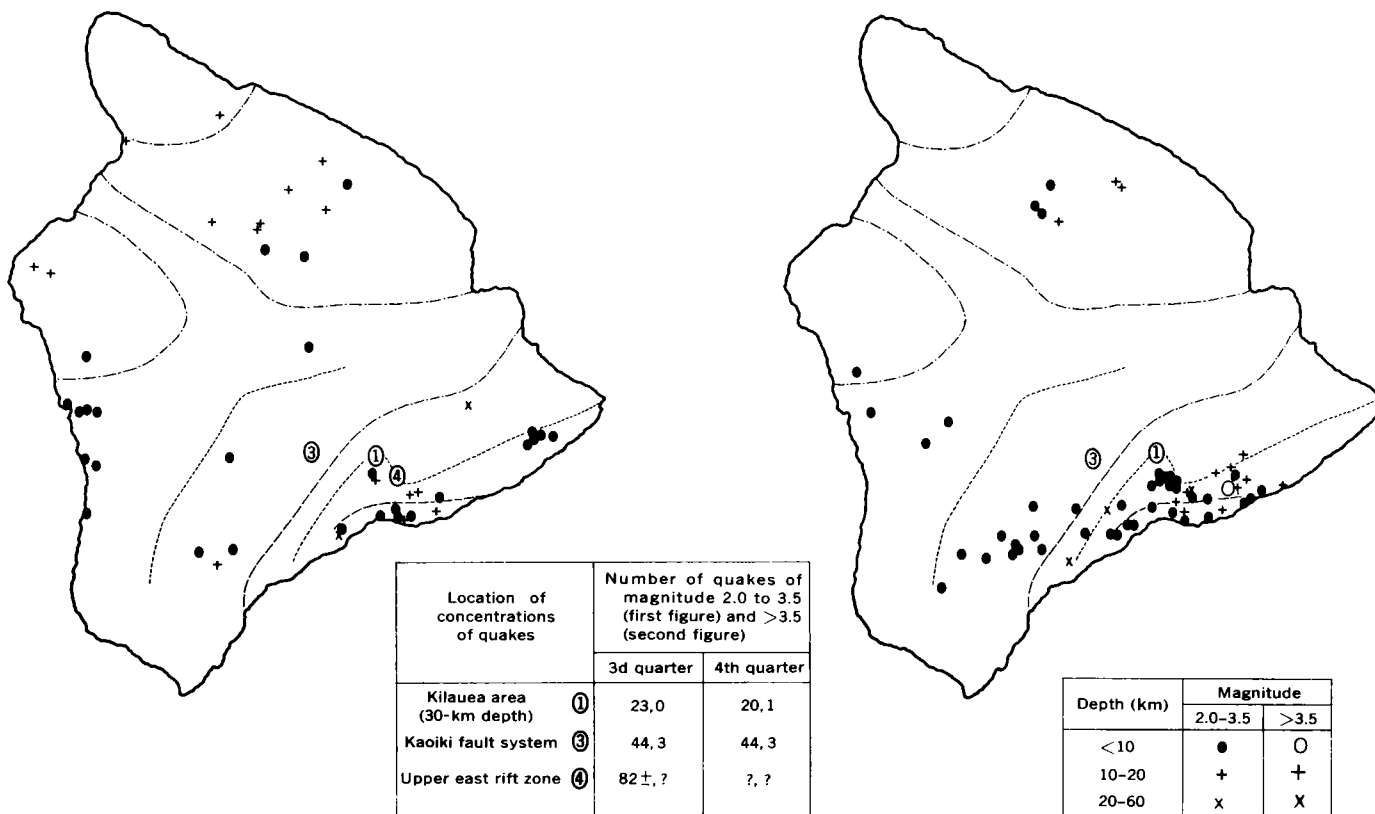 ③
①
④
③
①
Location of
concentrations
of quakes
Number of quakes of
magnitude 2.0 to 3.5
(first figure) and >3.5
(second figure)
3d quarter 4th quarter
Kilauea area
(30-km depth) ① 23,0 20,1
Kaoiki fault system ③ 44, 3 44, 3
Upper east rift zone ④ 82±, ? ?, ?
Depth (km) Magnitude
2.0-3.5 >3.5
<10 ● O
10-20 + +
20-60 x x